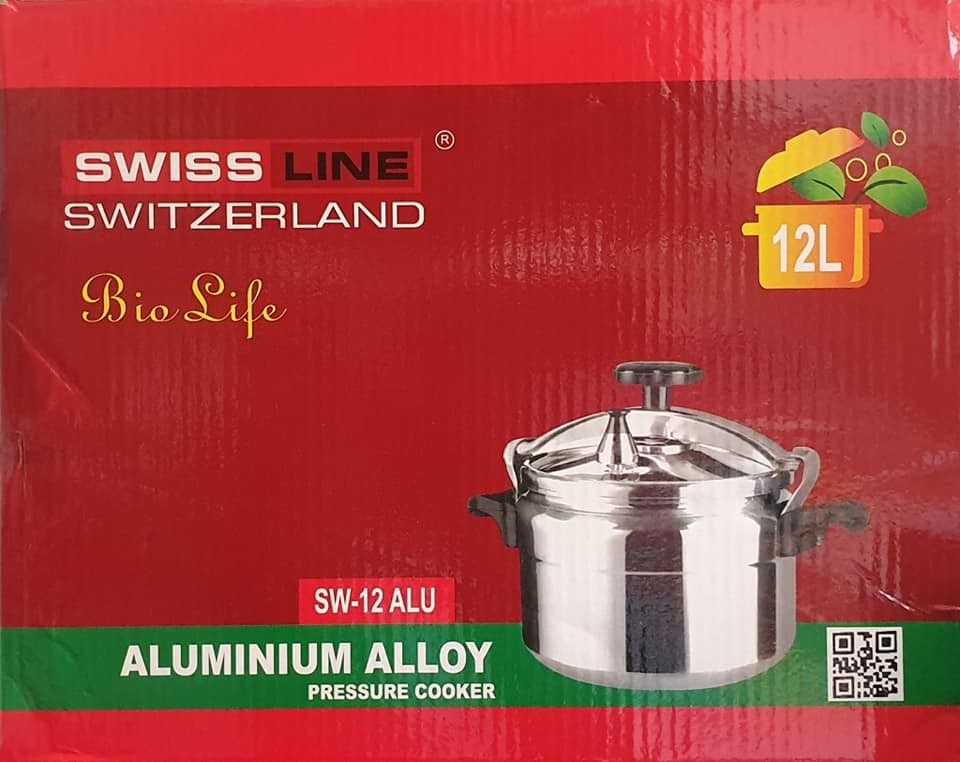 SWISS LINE ®
SWITZERLAND
Bio Life
12L
SW-12 ALU
ALUMINIUM ALLOY
PRESSURE COOKER